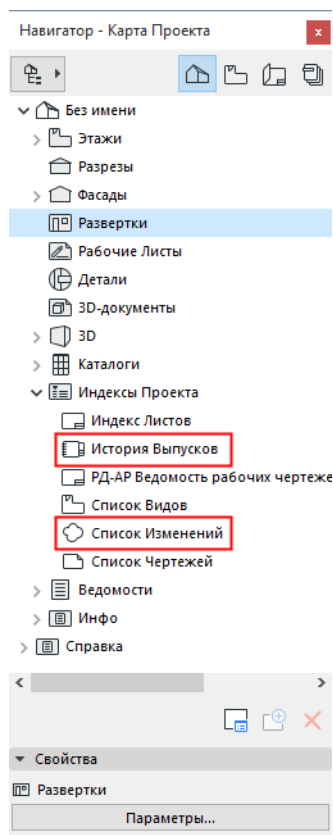 Навигатор - Карта Проекта
x
Без имени
Этажи
Разрезы
Фасады
Развертки
Рабочие Листы
Детали
3D-документы
3D
Каталоги
Индексы Проекта
Индекс Листов
История Выпусков
РД-АР Ведомость рабочих чертеже
Список Видов
Список Изменений
Список Чертежей
Ведомости
Инфо
Справка
Свойства
Развертки
Параметры...